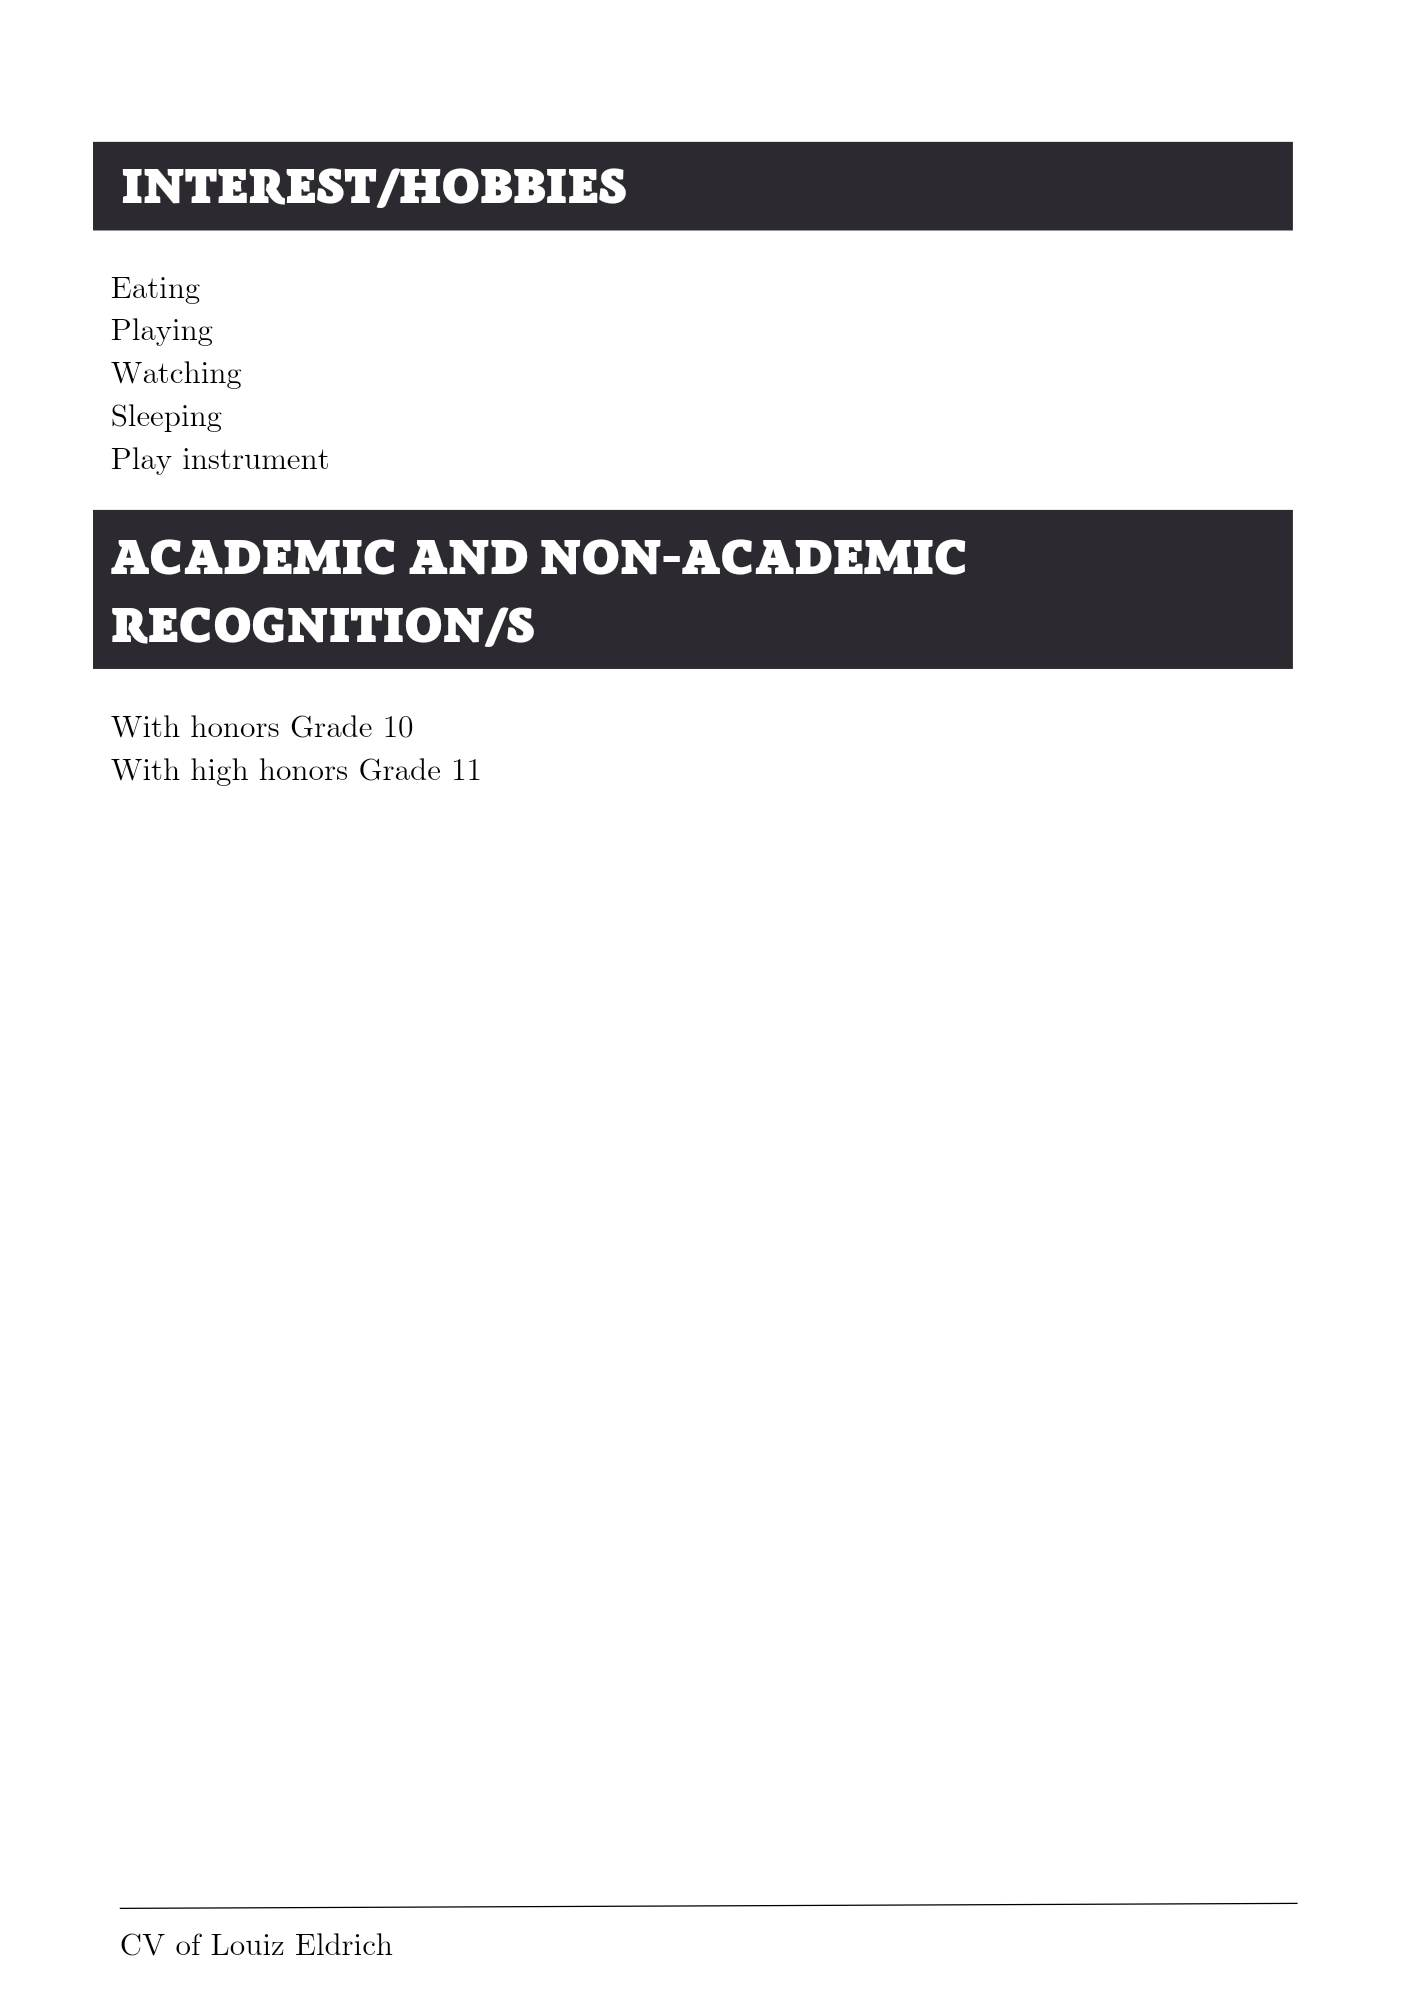 INTEREST/HOBBIES
Eating
Playing
Watching
Sleeping
Play instrument
ACADEMIC AND NON-ACADEMIC
RECOGNITION/S
With honors Grade 10
With high honors Grade 11
CV of Louiz Eldrich